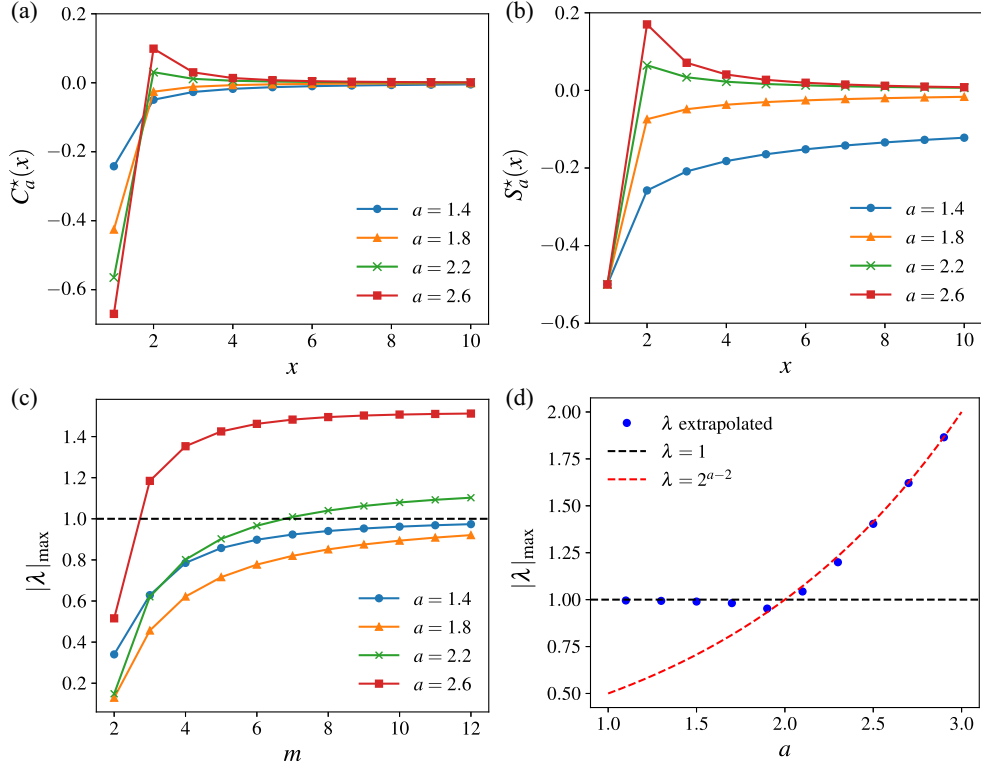 (a)
0.2
0.0
−0.2
−0.4
−0.6
C*a(x)
2
4
6
8
10
x
a = 1.4
a = 1.8
a = 2.2
a = 2.6
(b)
0.2
0.0
−0.2
−0.4
−0.6
S*a(x)
2
4
6
8
10
x
a = 1.4
a = 1.8
a = 2.2
a = 2.6
(c)
1.4
1.2
1.0
0.8
0.6
0.4
0.2
|λ|max
2
4
6
8
10
12
m
a = 1.4
a = 1.8
a = 2.2
a = 2.6
(d)
2.00
1.75
1.50
1.25
1.00
0.75
0.50
|λ|max
1.0
1.5
2.0
2.5
3.0
a
λ extrapolated
λ = 1
λ = 2^{a−2}